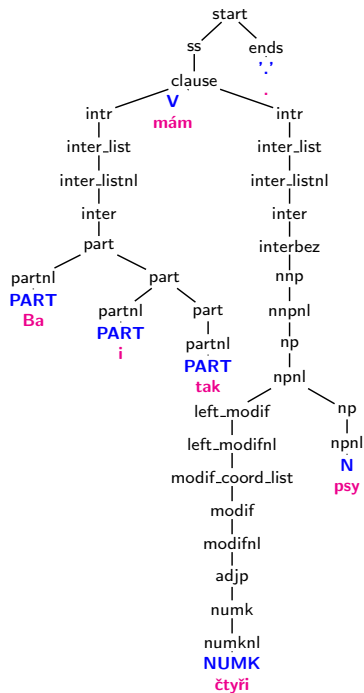 start
ss ends
'.'
.
clause
V
mám
intr intr
inter_list inter_list
inter_listnl inter_listnl
inter inter
part interbez
partnl part nnp
PART
Ba
partnl part nnpnl
PART
i
partnl np
PART
tak
npnl
left_modif np
left_modifnl npnl
N
psy
modif_coord_list
modif
modifnl
adjp
numk
numknl
NUMK
čtyři